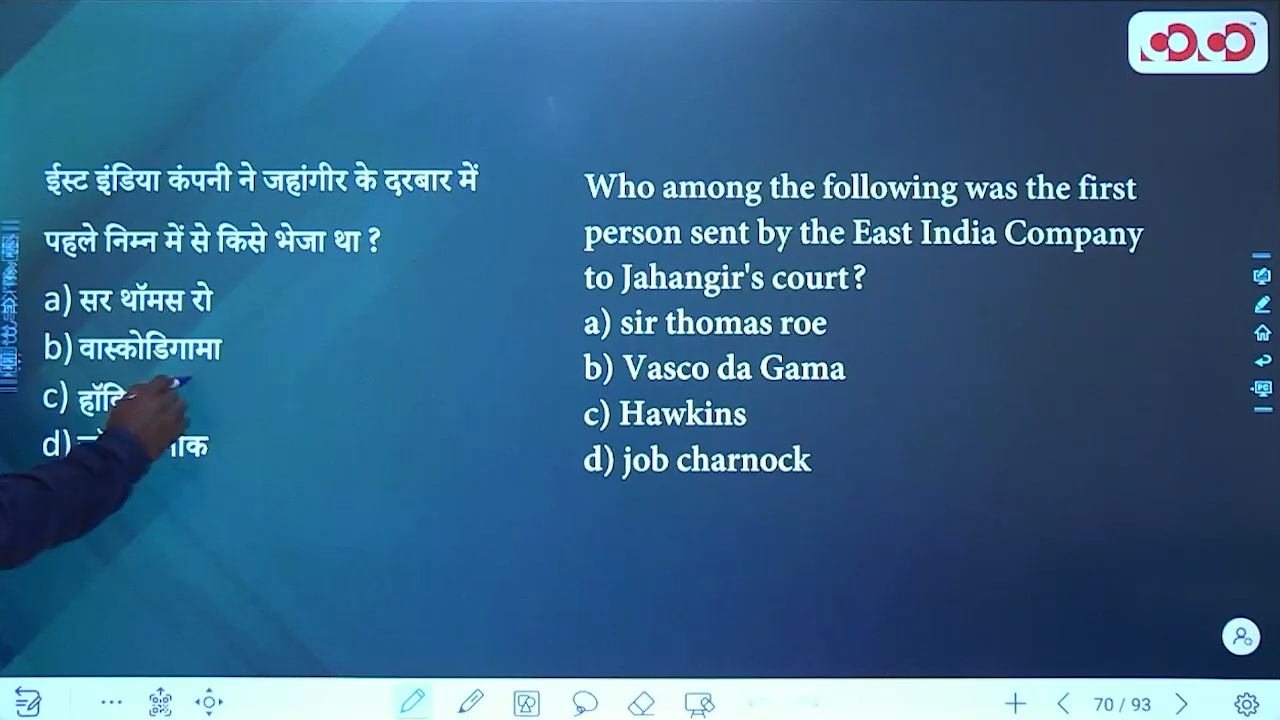 ईस्ट इंडिया कंपनी ने जहांगीर के दरबार में
पहले निम्न में से किसे भेजा था ?
a) सर थॉमस रो
b) वास्कोडिगामा
c)
d)
Who among the following was the first
person sent by the East India Company
to Jahangir's court?
a) sir thomas roe
b) Vasco da Gama
c) Hawkins
d) job charnock
70 / 93